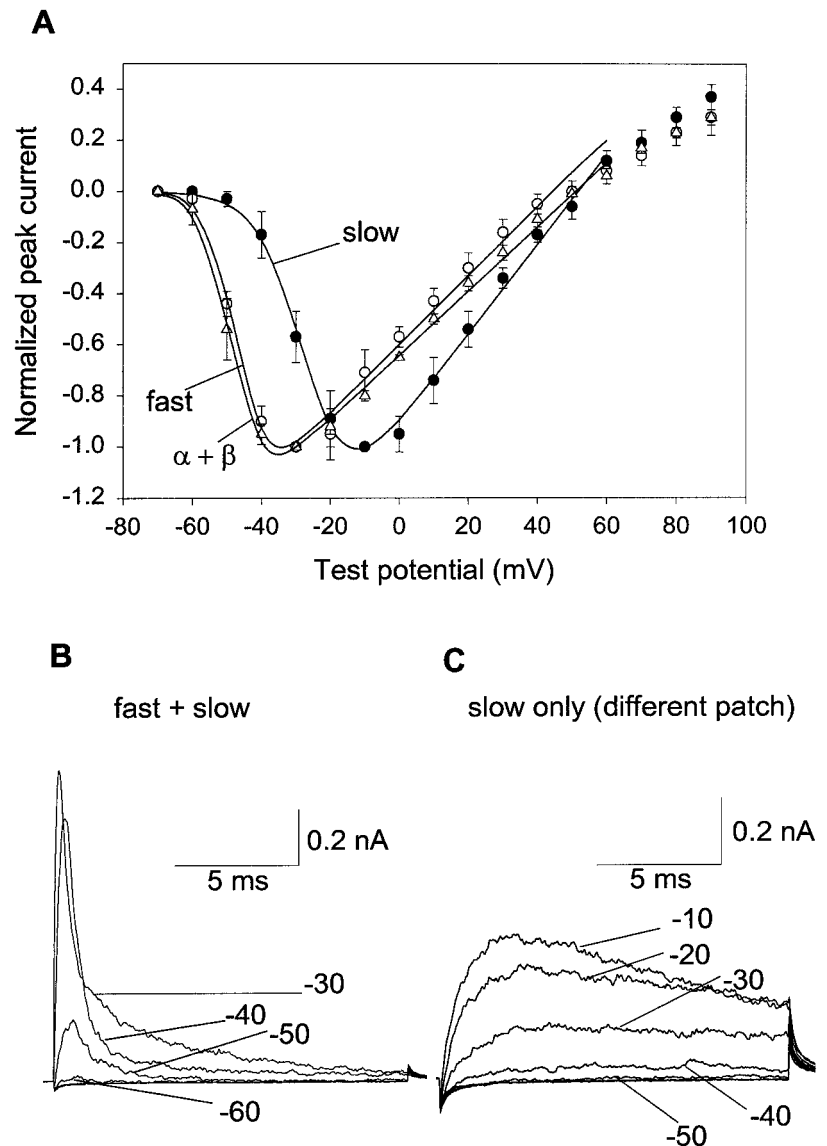 A
0.4
0.2
0.0
-0.2
-0.4
-0.6
-0.8
-1.0
-1.2
Normalized peak current
slow
fast
α + β
-80 -60 -40 -20 0 20 40 60 80 100
Test potential (mV)
B
fast + slow
0.2 nA
5 ms
-30
-40
-50
-60
C
slow only (different patch)
0.2 nA
5 ms
-10
-20
-30
-40
-50